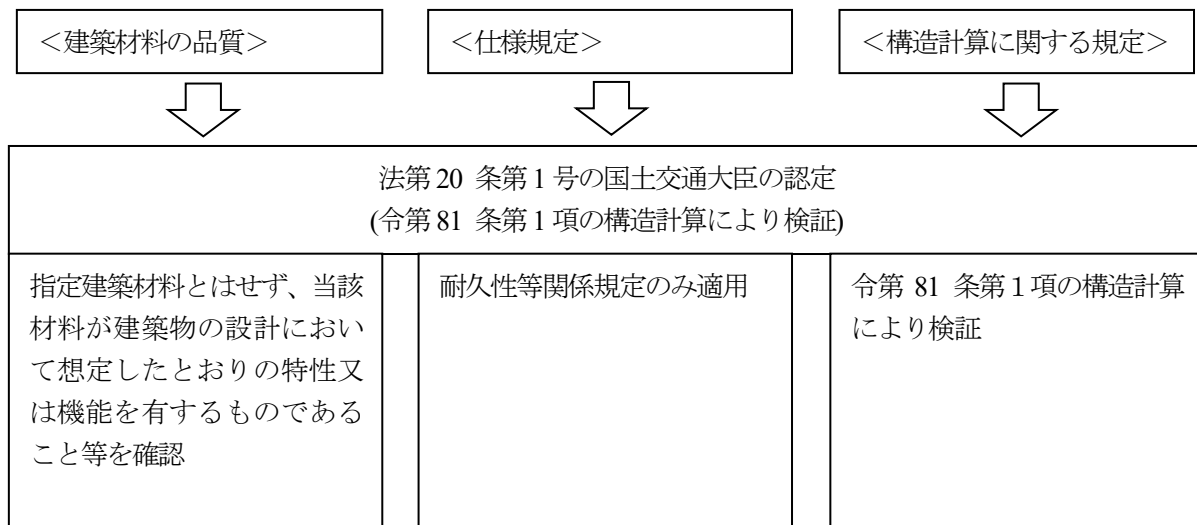 ＜建築材料の品質＞
＜仕様規定＞
＜構造計算に関する規定＞
法第 20 条第 1 号の国土交通大臣の認定
(令第 81 条第 1 項の構造計算により検証)
指定建築材料とはせず、当該
材料が建築物の設計におい
て想定したとおりの特性又
は機能を有するものである
こと等を確認
耐久性等関係規定のみ適用
令第 81 条第１項の構造計算
により検証